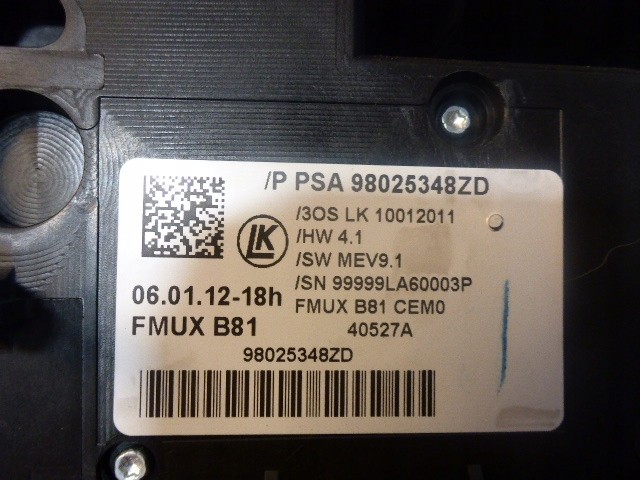 /P PSA 98025348ZD
/3OS LK 10012011
LK
/HW 4.1
/SW MEV9.1
/SN 99999LA60003P
06.01.12-18h
FMUX B81 CEM0
FMUX B81
40527A
98025348ZD